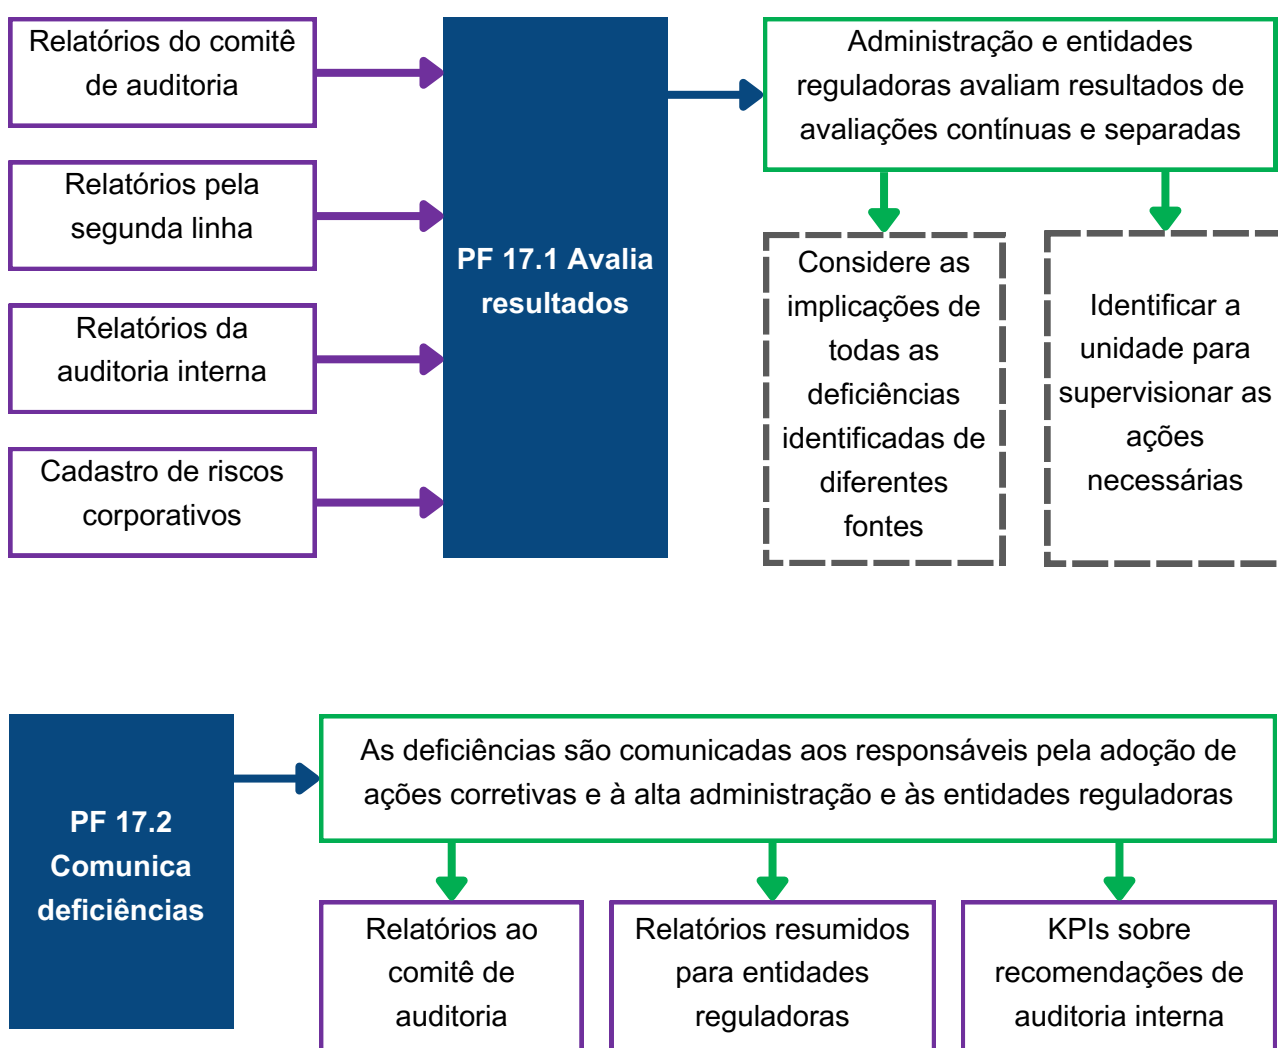 Relatórios do comitê
de auditoria
Relatórios pela
segunda linha
Relatórios da
auditoria interna
Cadastro de riscos
corporativos
PF 17.1 Avalia
resultados
Administração e entidades
reguladoras avaliam resultados de
avaliações contínuas e separadas
Considere as
implicações de
todas as
deficiências
identificadas de
diferentes
fontes
Identificar a
unidade para
supervisionar as
ações
necessárias
PF 17.2
Comunica
deficiências
As deficiências são comunicadas aos responsáveis pela adoção de
ações corretivas e à alta administração e às entidades reguladoras
Relatórios ao
comitê de
auditoria
Relatórios resumidos
para entidades
reguladoras
KPIs sobre
recomendações de
auditoria interna